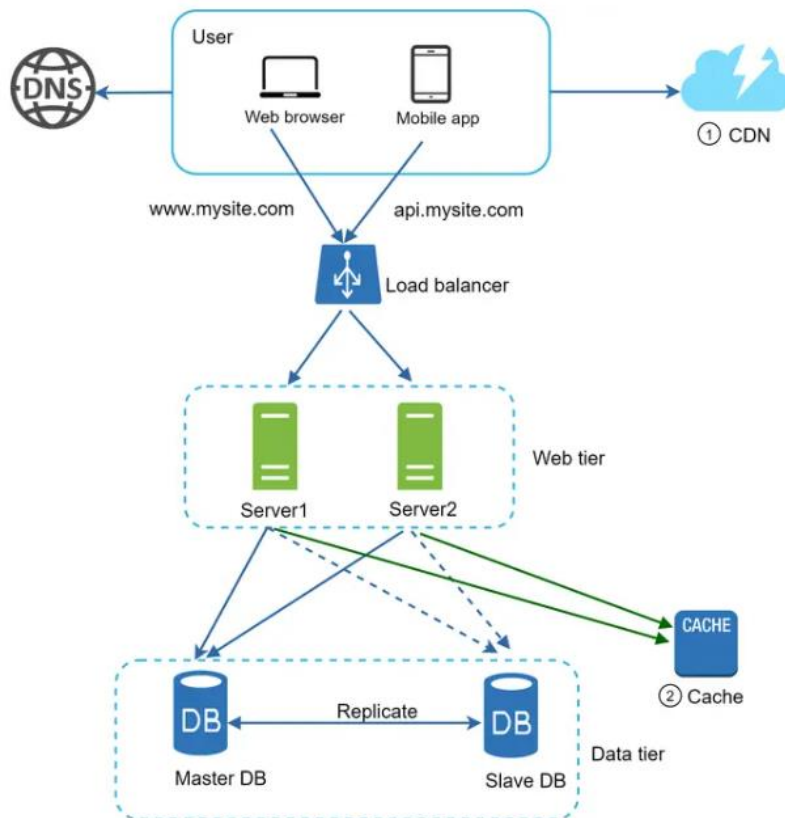 User
DNS
Web browser
Mobile app
1 CDN
www.mysite.com
api.mysite.com
Load balancer
Web tier
Server1
Server2
CACHE
2 Cache
DB
Replicate
DB
Master DB
Slave DB
Data tier